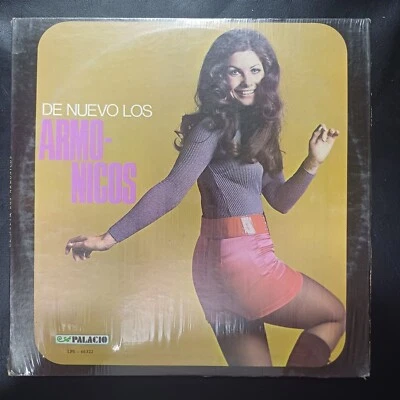 DE NUEVO LOS
ARMO-
NICOS
PALACIO